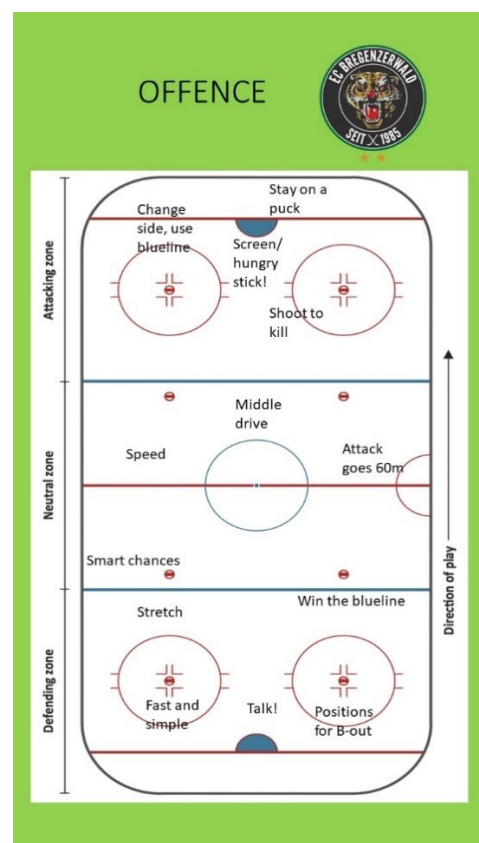 OFFENCE
EC BREGENZERWALD
SEIT 1985
Stay on a
puck
Change
side, use
blueline
Screen/
hungry
stick!
Shoot to
kill
Attacking zone
Middle
drive
Speed
Attack
goes 60m
Neutral zone
Smart chances
Win the blueline
Stretch
Direction of play
Defending zone
Fast and
simple
Talk!
Positions
for B-out